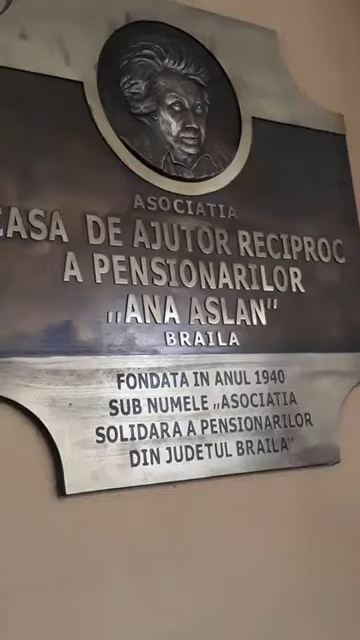 ASOCIATIA
CASA DE AJUTOR RECIPROC
A PENSIONARILOR
,,ANA ASLAN"
BRAILA
FONDATA IN ANUL 1940
SUB NUMELE ,,ASOCIATIA
SOLIDARA A PENSIONARILOR
DIN JUDETUL BRAILA"